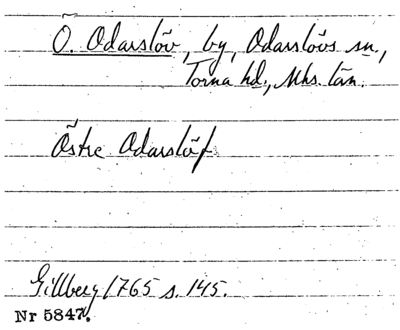 Ö. Odarslöv, by, Odarslövs sn,
Torna hd., Mhs. län.
Östre Odarslöf
Gillberg 1765 s. 145.
Nr 5847.